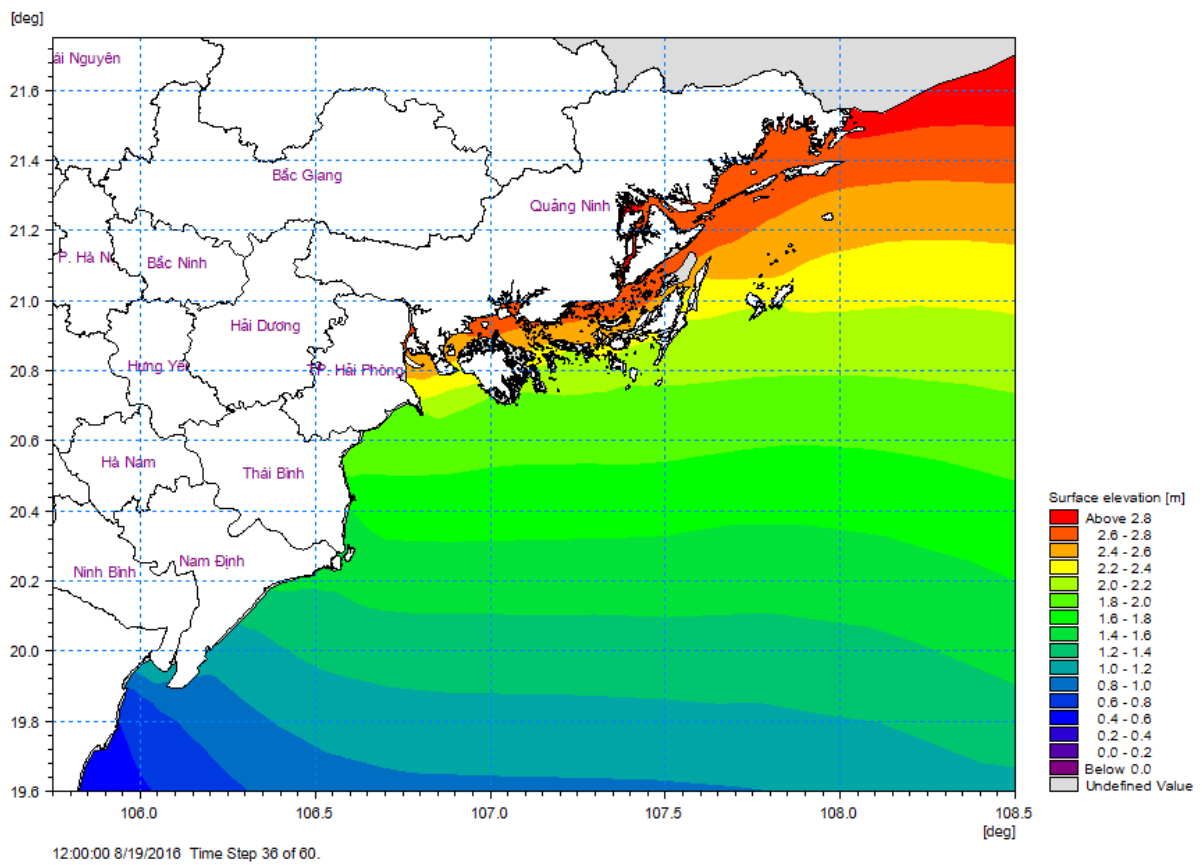 [deg]
ái Nguyên
21.6
21.4
Bắc Giang
Quảng Ninh
21.2
P. Hà N
Bắc Ninh
21.0
Hải Dương
Hưng Yê
TP. Hải Phòng
20.8
20.6
Hà Nam
Thái Bình
20.4
Nam Định
Ninh Bình
20.2
20.0
19.8
19.6
106.0
106.5
107.0
107.5
108.0
108.5
[deg]
Surface elevation [m]
Above 2.8
2.6 - 2.8
2.4 - 2.6
2.2 - 2.4
2.0 - 2.2
1.8 - 2.0
1.6 - 1.8
1.4 - 1.6
1.2 - 1.4
1.0 - 1.2
0.8 - 1.0
0.6 - 0.8
0.4 - 0.6
0.2 - 0.4
0.0 - 0.2
Below 0.0
Undefined Value
12:00:00 8/19/2016 Time Step 36 of 60.